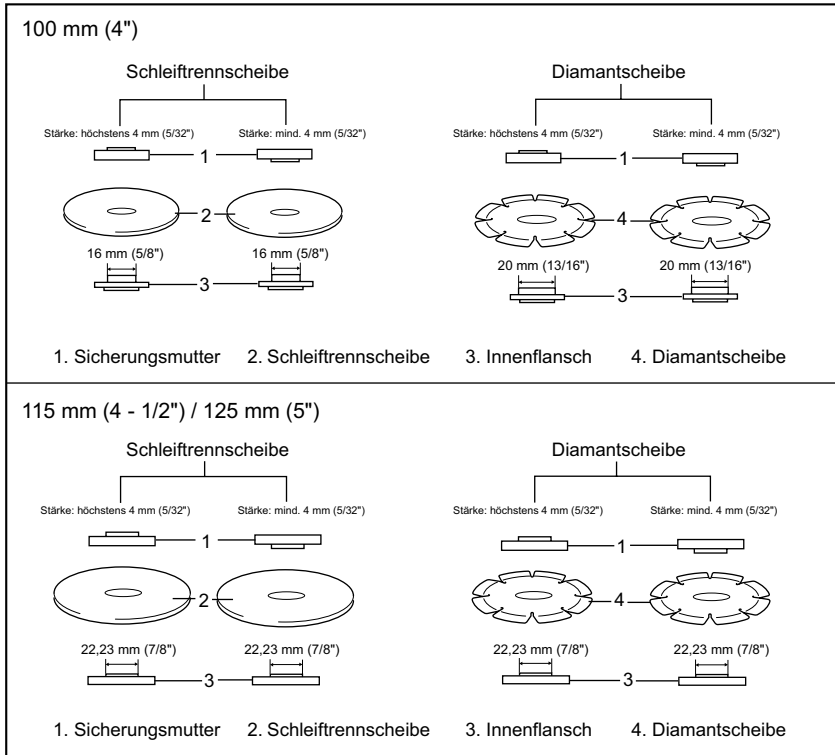 100 mm (4")
Schleiftrennscheibe Diamantscheibe
Stärke: höchstens 4 mm (5/32") Stärke: mind. 4 mm (5/32") Stärke: höchstens 4 mm (5/32") Stärke: mind. 4 mm (5/32")
1 1
2 4
16 mm (5/8") 16 mm (5/8") 20 mm (13/16") 20 mm (13/16")
3 3
1. Sicherungsmutter 2. Schleiftrennscheibe 3. Innenflansch 4. Diamantscheibe
115 mm (4 - 1/2") / 125 mm (5")
Schleiftrennscheibe Diamantscheibe
Stärke: höchstens 4 mm (5/32") Stärke: mind. 4 mm (5/32") Stärke: höchstens 4 mm (5/32") Stärke: mind. 4 mm (5/32")
1 1
2 4
22,23 mm (7/8") 22,23 mm (7/8") 22,23 mm (7/8") 22,23 mm (7/8")
3 3
1. Sicherungsmutter 2. Schleiftrennscheibe 3. Innenflansch 4. Diamantscheibe